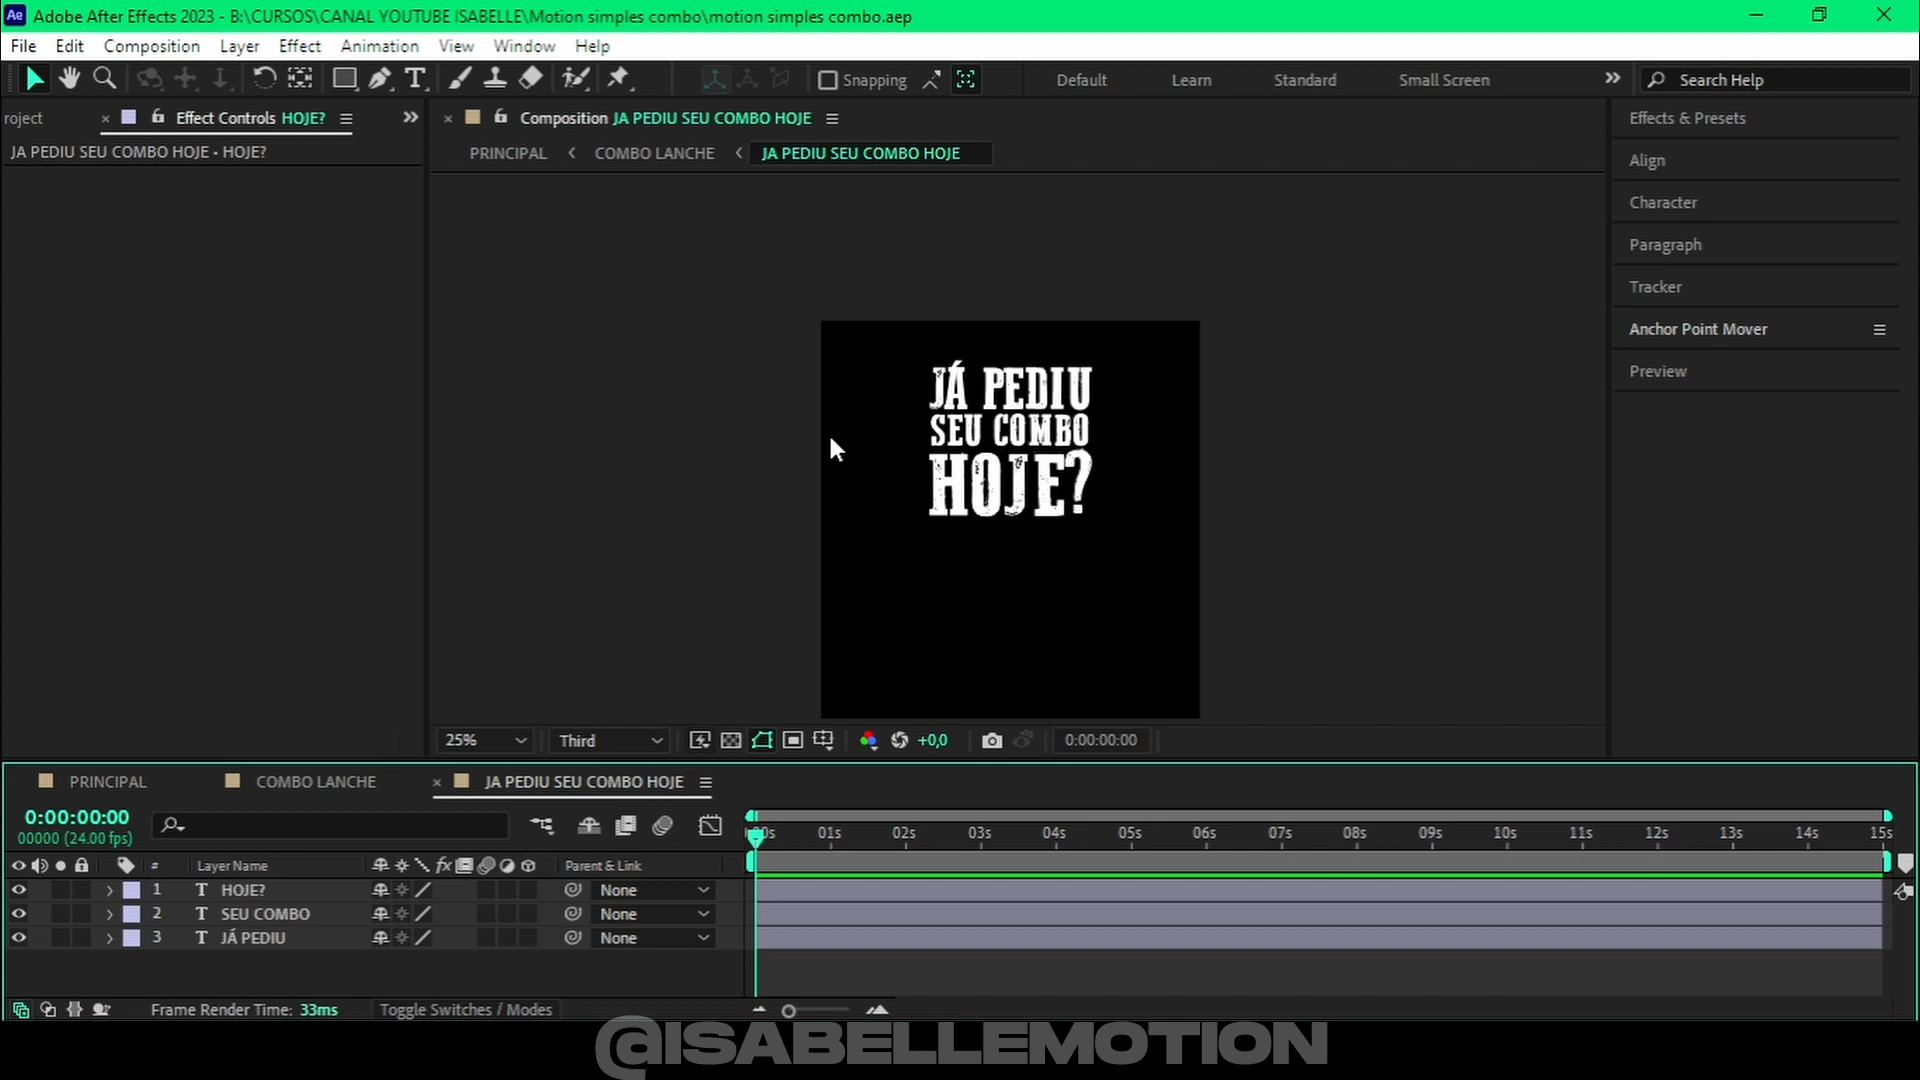 Ae Adobe After Effects 2023 - B:\CURSOS\CANAL YOUTUBE ISABELLE\Motion simples combo\motion simples combo.aep
File Edit Composition Layer Effect Animation View Window Help
Snapping Default Learn Standard Small Screen Search Help
roject Effect Controls HOJE?
JA PEDIU SEU COMBO HOJE • HOJE?
Composition JA PEDIU SEU COMBO HOJE
PRINCIPAL COMBO LANCHE JA PEDIU SEU COMBO HOJE
Effects & Presets
Align
Character
Paragraph
Tracker
Anchor Point Mover
Preview
JÁ PEDIU
SEU COMBO
HOJE?
25% Third +0,0 0:00:00:00
PRINCIPAL COMBO LANCHE JA PEDIU SEU COMBO HOJE
0:00:00:00
00000 (24.00 fps)
00s 01s 02s 03s 04s 05s 06s 07s 08s 09s 10s 11s 12s 13s 14s 15s
# Layer Name fx Parent & Link
1 T HOJE? None
2 T SEU COMBO None
3 T JÁ PEDIU None
Frame Render Time: 33ms Toggle Switches / Modes
@ISABELLEMOTION